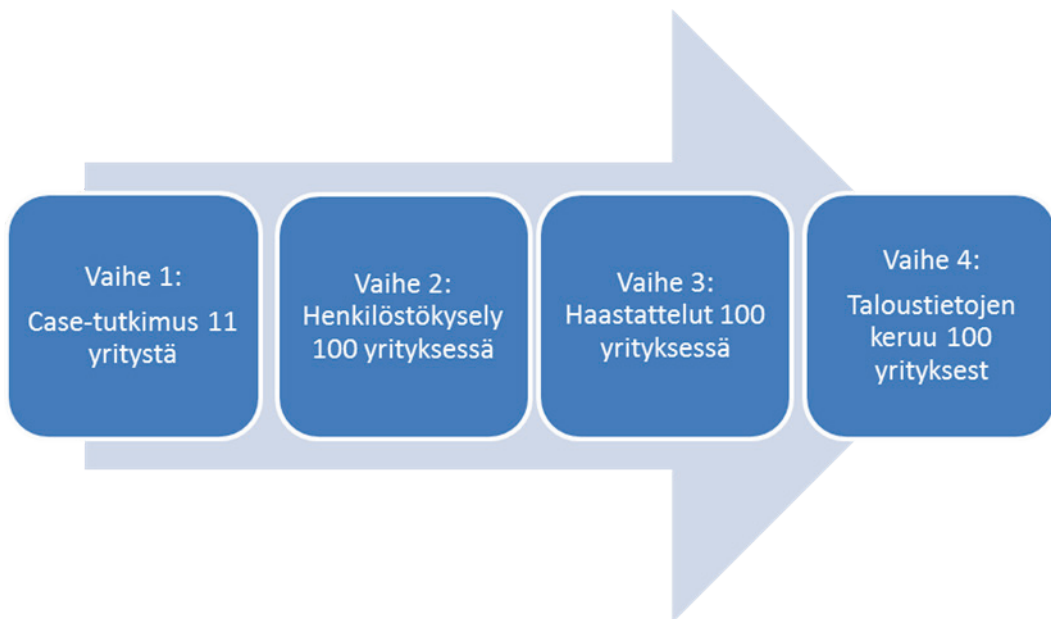 Vaihe 1:
Case-tutkimus 11
yritystä
Vaihe 2:
Henkilöstökysely
100 yrityksessä
Vaihe 3:
Haastattelut 100
yrityksessä
Vaihe 4:
Taloustietojen
keruu 100
yrityksest